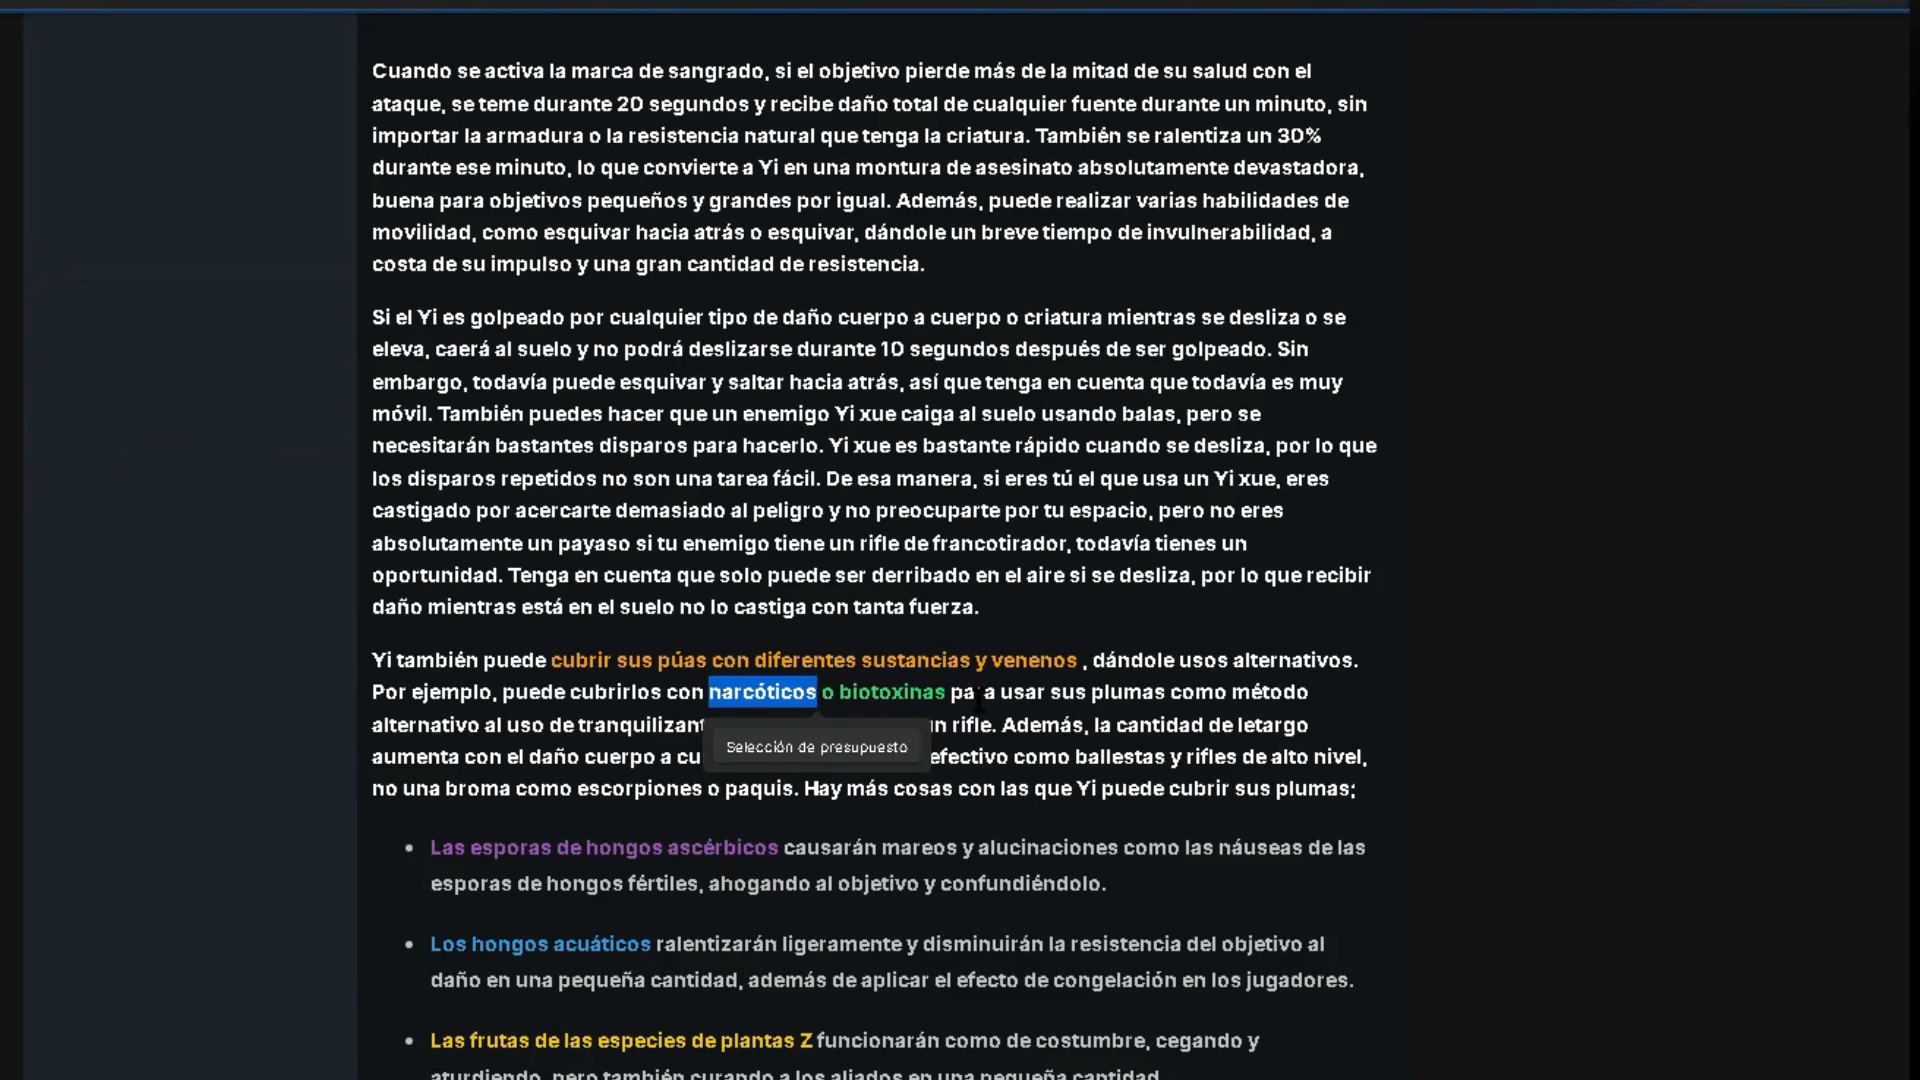 Cuando se activa la marca de sangrado, si el objetivo pierde más de la mitad de su salud con el
ataque, se teme durante 20 segundos y recibe daño total de cualquier fuente durante un minuto, sin
importar la armadura o la resistencia natural que tenga la criatura. También se ralentiza un 30%
durante ese minuto, lo que convierte a Yi en una montura de asesinato absolutamente devastadora,
buena para objetivos pequeños y grandes por igual. Además, puede realizar varias habilidades de
movilidad, como esquivar hacia atrás o esquivar, dándole un breve tiempo de invulnerabilidad, a
costa de su impulso y una gran cantidad de resistencia.
Si el Yi es golpeado por cualquier tipo de daño cuerpo a cuerpo o criatura mientras se desliza o se
eleva, caerá al suelo y no podrá deslizarse durante 10 segundos después de ser golpeado. Sin
embargo, todavía puede esquivar y saltar hacia atrás, así que tenga en cuenta que todavía es muy
móvil. También puedes hacer que un enemigo Yi xue caiga al suelo usando balas, pero se
necesitarán bastantes disparos para hacerlo. Yi xue es bastante rápido cuando se desliza, por lo que
los disparos repetidos no son una tarea fácil. De esa manera, si eres tú el que usa un Yi xue, eres
castigado por acercarte demasiado al peligro y no preocuparte por tu espacio, pero no eres
absolutamente un payaso si tu enemigo tiene un rifle de francotirador, todavía tienes un
oportunidad. Tenga en cuenta que solo puede ser derribado en el aire si se desliza, por lo que recibir
daño mientras está en el suelo no lo castiga con tanta fuerza.
Yi también puede cubrir sus púas con diferentes sustancias y venenos , dándole usos alternativos.
Por ejemplo, puede cubrirlos con narcóticos o biotoxinas pa a usar sus plumas como método
alternativo al uso de tranquilizant n rifle. Además, la cantidad de letargo
Selección de presupuesto
aumenta con el daño cuerpo a cu efectivo como ballestas y rifles de alto nivel,
no una broma como escorpiones o paquis. Hay más cosas con las que Yi puede cubrir sus plumas;
• Las esporas de hongos ascérbicos causarán mareos y alucinaciones como las náuseas de las
esporas de hongos fértiles, ahogando al objetivo y confundiéndolo.
• Los hongos acuáticos ralentizarán ligeramente y disminuirán la resistencia del objetivo al
daño en una pequeña cantidad, además de aplicar el efecto de congelación en los jugadores.
• Las frutas de las especies de plantas Z funcionarán como de costumbre, cegando y
aturdiendo, pero también curando a los aliados en una pequeña cantidad.